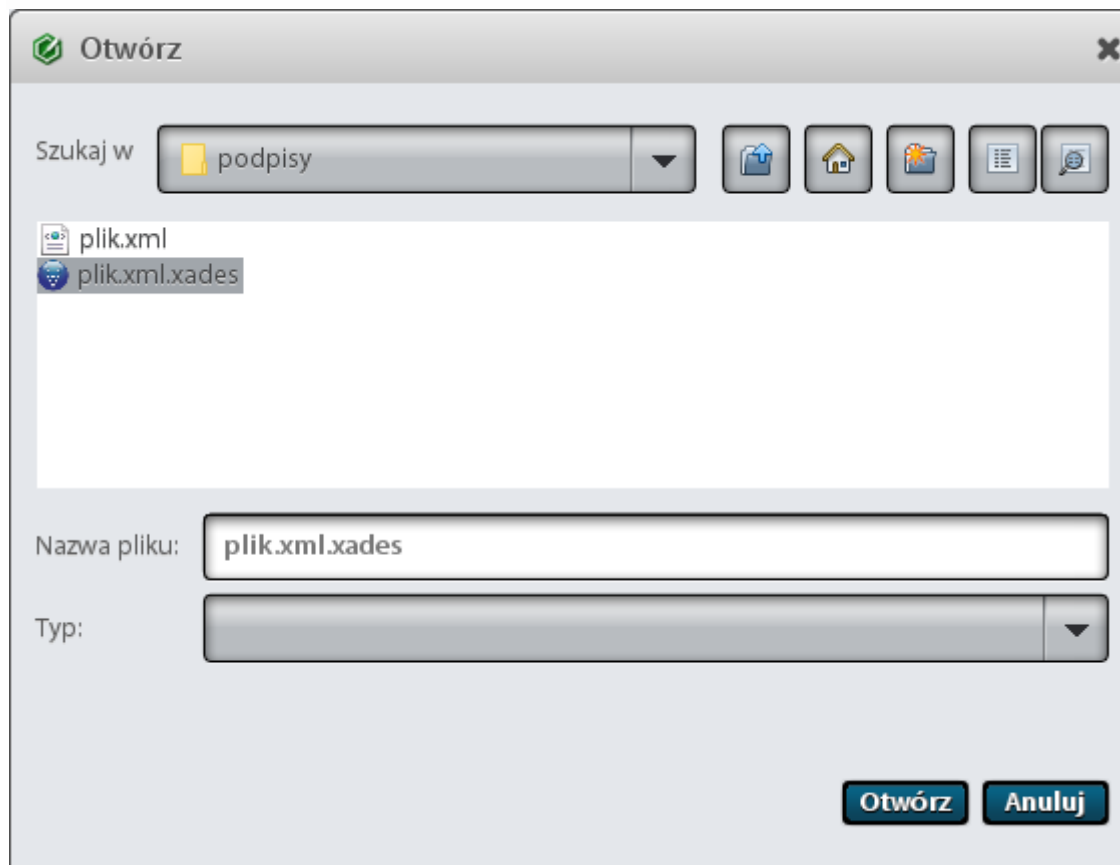 Otwórz
Szukaj w podpisy
plik.xml
plik.xml.xades
Nazwa pliku: plik.xml.xades
Typ:
Otwórz Anuluj